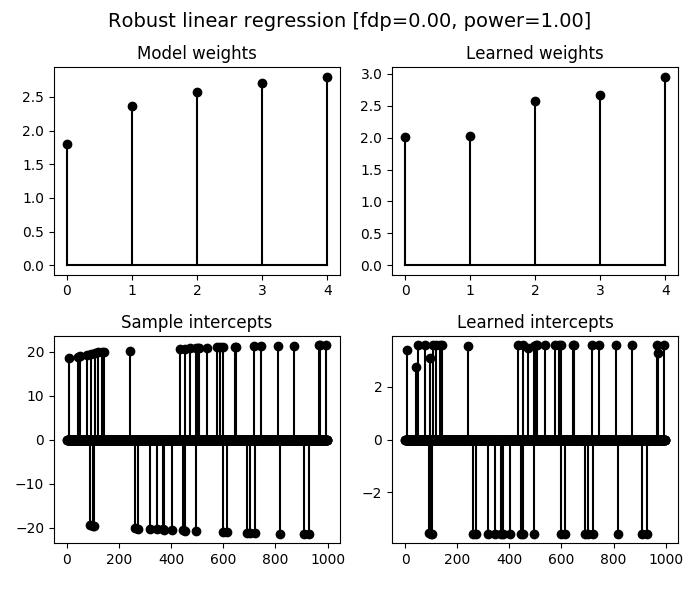 Robust linear regression [fdp=0.00, power=1.00]
Model weights
2.5
2.0
1.5
1.0
0.5
0.0
0 1 2 3 4
Learned weights
3.0
2.5
2.0
1.5
1.0
0.5
0.0
0 1 2 3 4
Sample intercepts
20
10
0
−10
−20
0 200 400 600 800 1000
Learned intercepts
2
0
−2
0 200 400 600 800 1000